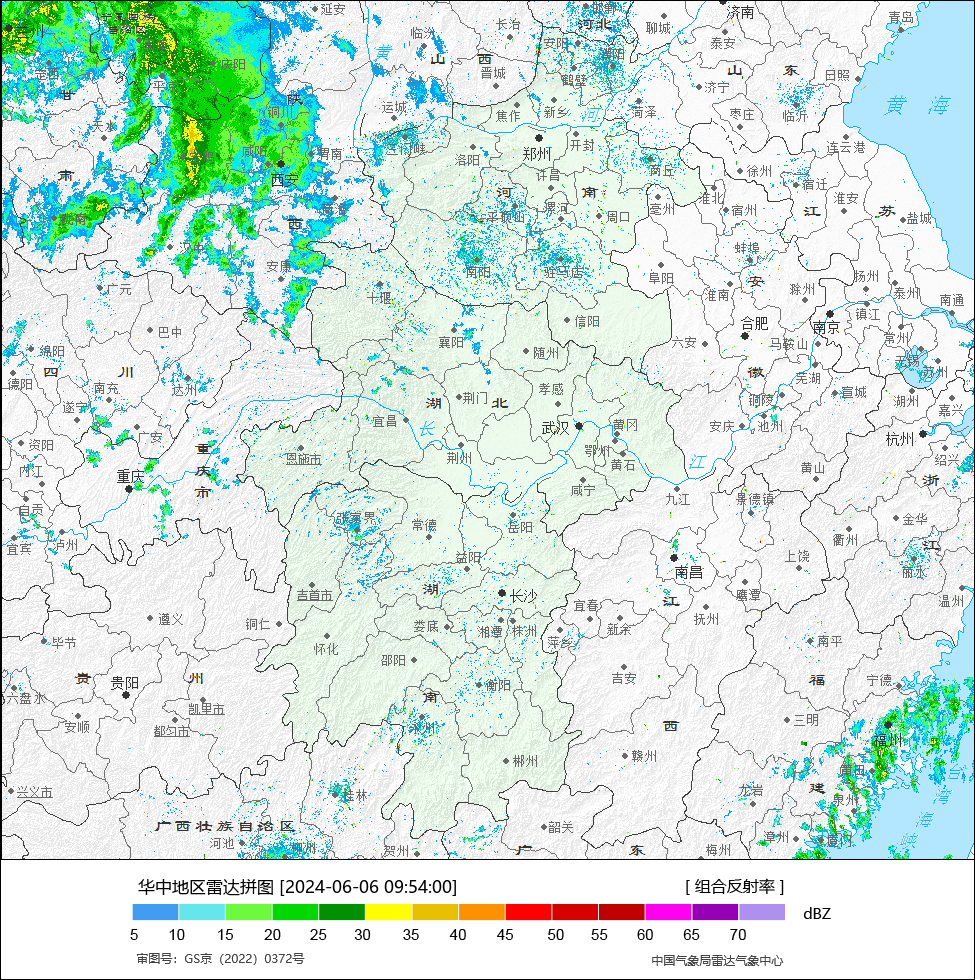 延安
济南
青岛
临汾
长治
聊城
安阳
泰安
山 西
晋城
鹤壁
山 东
日照
济宁
黄 海
运城
焦作
新乡
菏泽
枣庄
临沂
郑州
开封
连云港
洛阳
渭南
西安
许昌
商丘
徐州
宿迁
河 南
淮北
江 苏
淮安
平顶山
漯河
周口
亳州
宿州
盐城
蚌埠
安康
南阳
驻马店
阜阳
安
扬州
广元
十堰
淮南
滁州
泰州
南通
信阳
合肥
南京
镇江
巴中
襄阳
随州
六安
马鞍山
常州
绵阳
无锡
苏州
四 川
徽
芜湖
德阳
南充
达州
荆门
孝感
铜陵
宣城
湖州
湖 北
遂宁
宜昌
长
武汉
黄冈
安庆
池州
嘉兴
广安
杭州
资阳
重庆市
荆州
鄂州
黄石
江
绍兴
恩施市
黄山
内江
重庆
咸宁
九江
景德镇
浙
自贡
张家界
常德
岳阳
金华
宜宾
泸州
益阳
衢州
江
上饶
南昌
丽水
吉首市
湖
长沙
鹰潭
温州
宜春
江
遵义
铜仁
娄底
湘潭
株洲
新余
抚州
毕节
怀化
萍乡
南平
邵阳
贵 州
贵阳
衡阳
吉安
福
宁德
六盘水
南
凯里市
永州
三明
安顺
都匀市
西
福州
郴州
赣州
莆田
兴义市
桂林
龙岩
建
泉州
广西壮族自治区
韶关
漳州
厦门
河池
柳州
贺州
广 东
梅州
华中地区雷达拼图 [2024-06-06 09:54:00]
[ 组合反射率 ]
dBZ
5 10 15 20 25 30 35 40 45 50 55 60 65 70
审图号：GS京（2022）0372号
中国气象局雷达气象中心